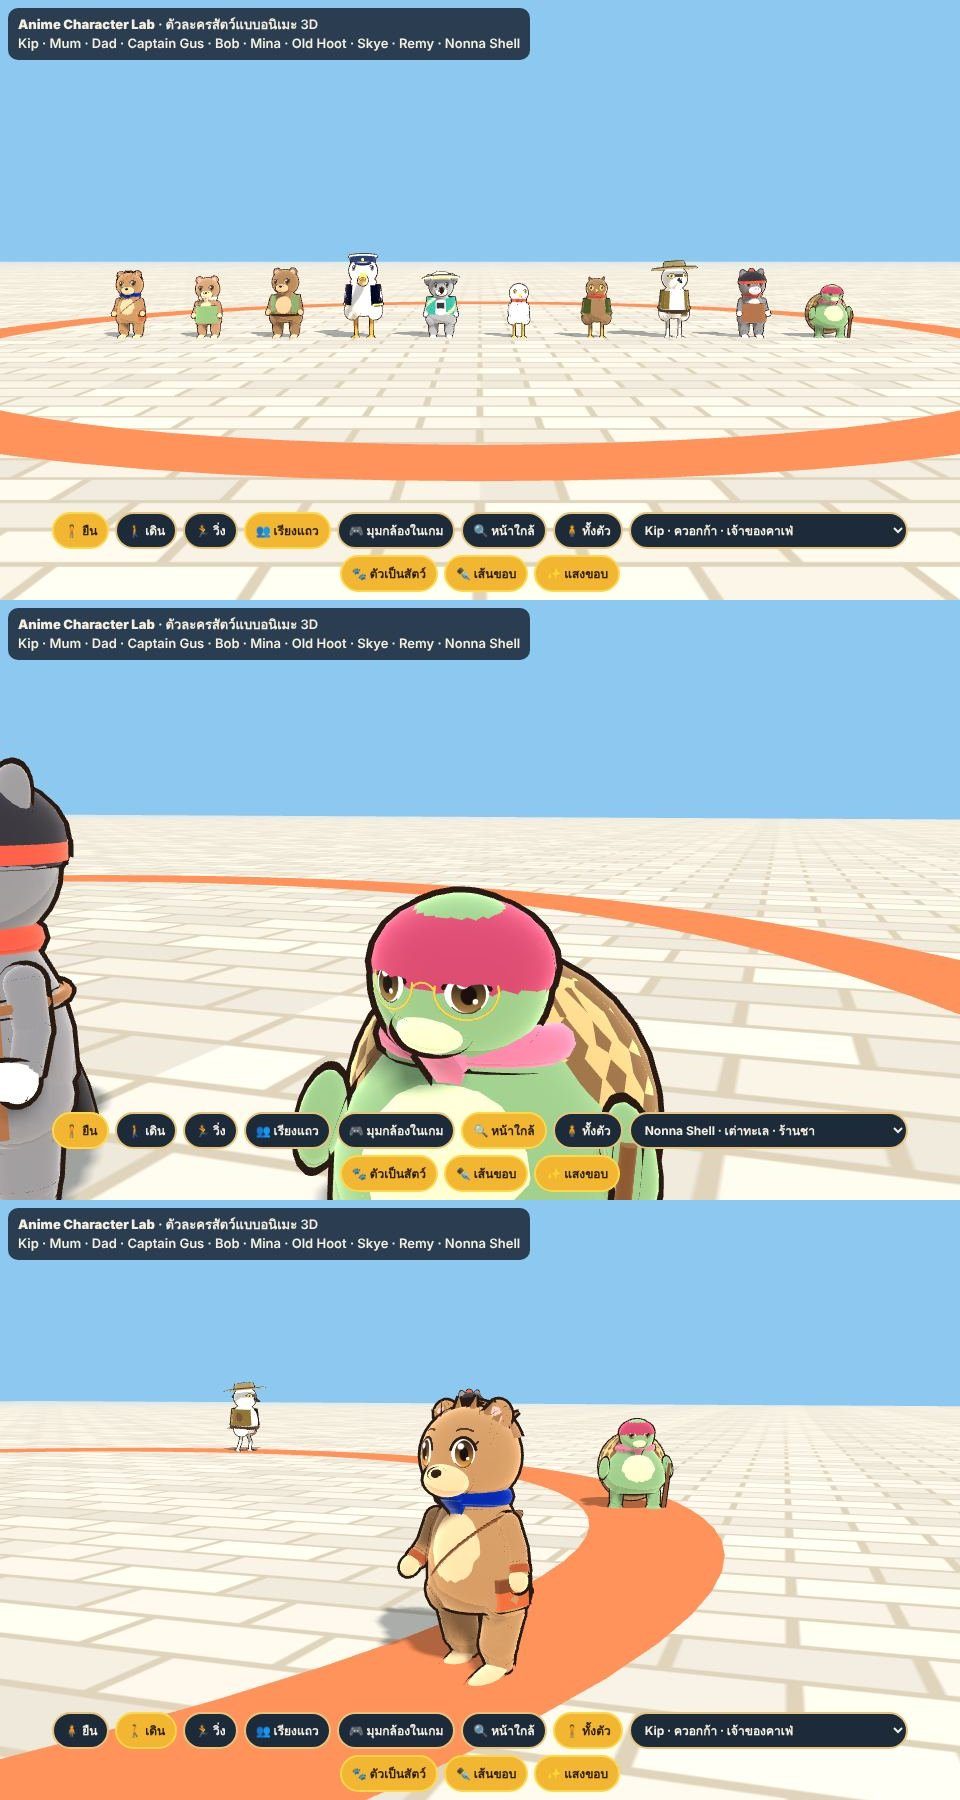 Anime Character Lab · ตัวละครสัตว์แบบอนิเมะ 3D
Kip · Mum · Dad · Captain Gus · Bob · Mina · Old Hoot · Skye · Remy · Nonna Shell
ยืน เดิน วิ่ง เรียงแถว มุมกล้องในเกม หน้าใกล้ ทั้งตัว Kip · ควอกก้า · เจ้าของคาเฟ่
ตัวเป็นสัตว์ เส้นขอบ แสงขอบ
Anime Character Lab · ตัวละครสัตว์แบบอนิเมะ 3D
Kip · Mum · Dad · Captain Gus · Bob · Mina · Old Hoot · Skye · Remy · Nonna Shell
ยืน เดิน วิ่ง เรียงแถว มุมกล้องในเกม หน้าใกล้ ทั้งตัว Nonna Shell · เต่าทะเล · ร้านชา
ตัวเป็นสัตว์ เส้นขอบ แสงขอบ
Anime Character Lab · ตัวละครสัตว์แบบอนิเมะ 3D
Kip · Mum · Dad · Captain Gus · Bob · Mina · Old Hoot · Skye · Remy · Nonna Shell
ยืน เดิน วิ่ง เรียงแถว มุมกล้องในเกม หน้าใกล้ ทั้งตัว Kip · ควอกก้า · เจ้าของคาเฟ่
ตัวเป็นสัตว์ เส้นขอบ แสงขอบ